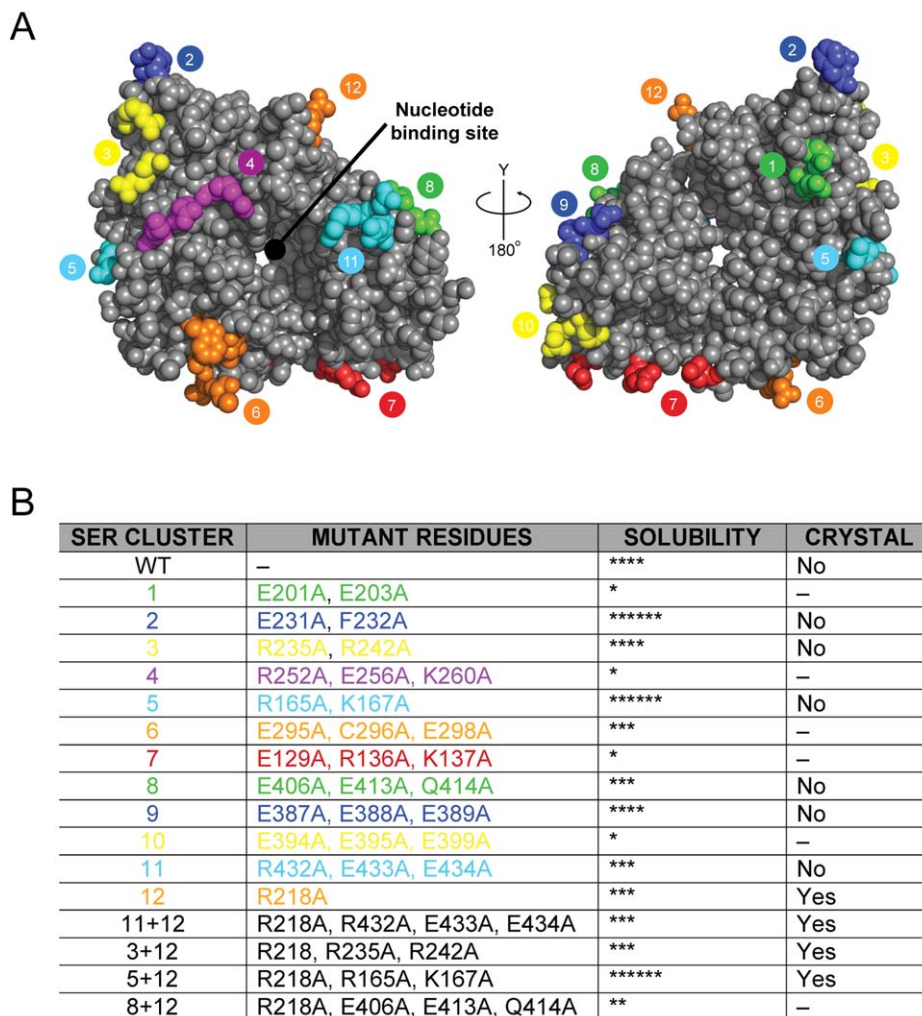 A
2
12
Nucleotide
binding site
3
4
8
5
11
6
7
Y
180°
2
12
1
3
8
9
5
10
7
6
B
SER CLUSTER MUTANT RESIDUES SOLUBILITY CRYSTAL
WT – **** No
1 E201A, E203A * –
2 E231A, F232A ****** No
3 R235A, R242A **** No
4 R252A, E256A, K260A * –
5 R165A, K167A ****** No
6 E295A, C296A, E298A *** –
7 E129A, R136A, K137A * –
8 E406A, E413A, Q414A *** No
9 E387A, E388A, E389A **** No
10 E394A, E395A, E399A * –
11 R432A, E433A, E434A *** No
12 R218A *** Yes
11+12 R218A, R432A, E433A, E434A *** Yes
3+12 R218, R235A, R242A *** Yes
5+12 R218A, R165A, K167A ****** Yes
8+12 R218A, E406A, E413A, Q414A ** –